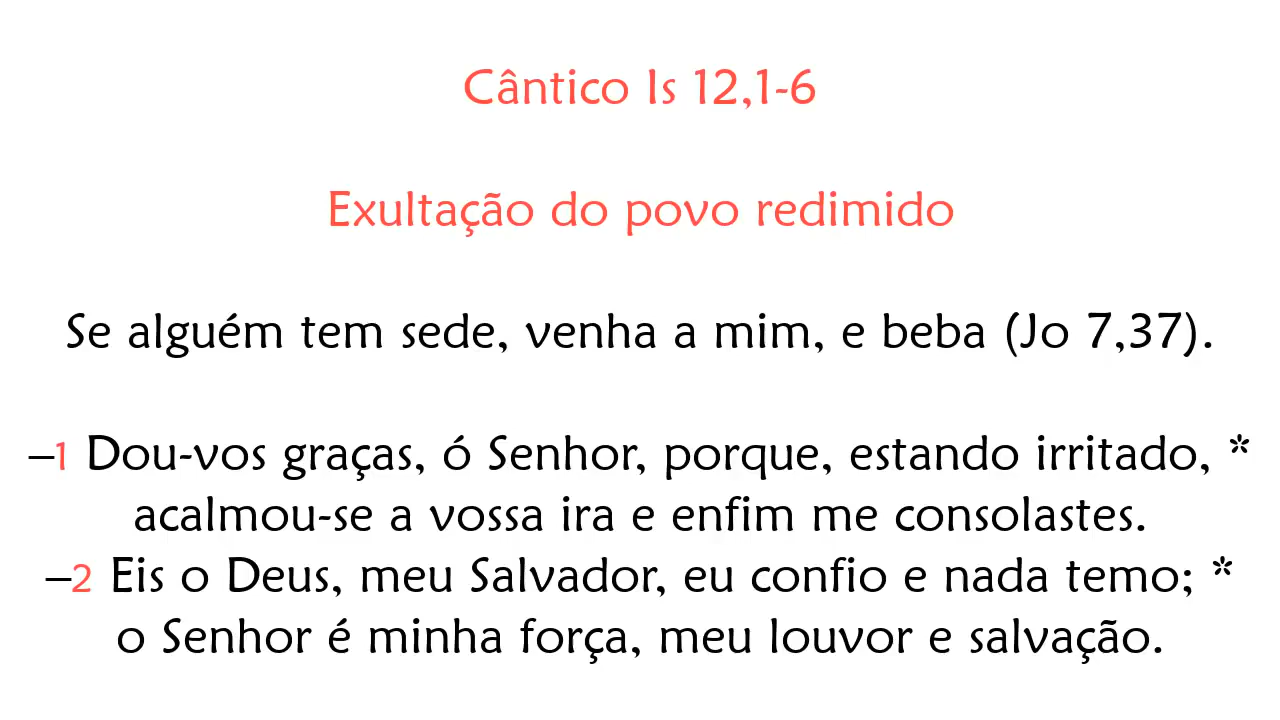 Cântico Is 12,1-6
Exultação do povo redimido
Se alguém tem sede, venha a mim, e beba (Jo 7,37).
–1 Dou-vos graças, ó Senhor, porque, estando irritado, *
acalmou-se a vossa ira e enfim me consolastes.
–2 Eis o Deus, meu Salvador, eu confio e nada temo; *
o Senhor é minha força, meu louvor e salvação.